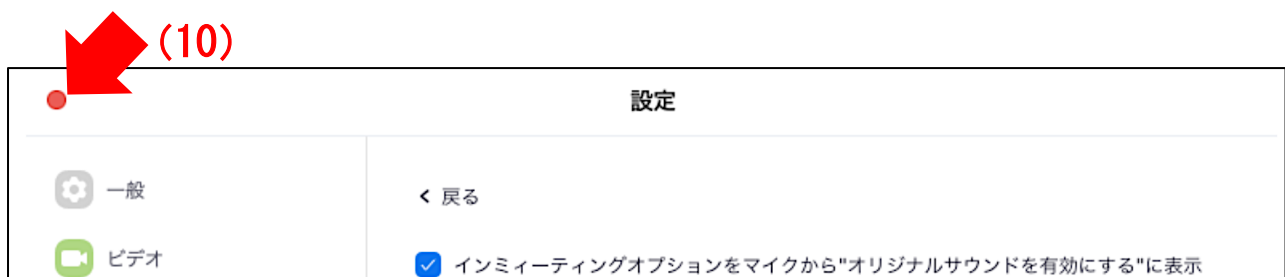 (10)
設定
一般
戻る
ビデオ
インミィーティングオプションをマイクから"オリジナルサウンドを有効にする"に表示